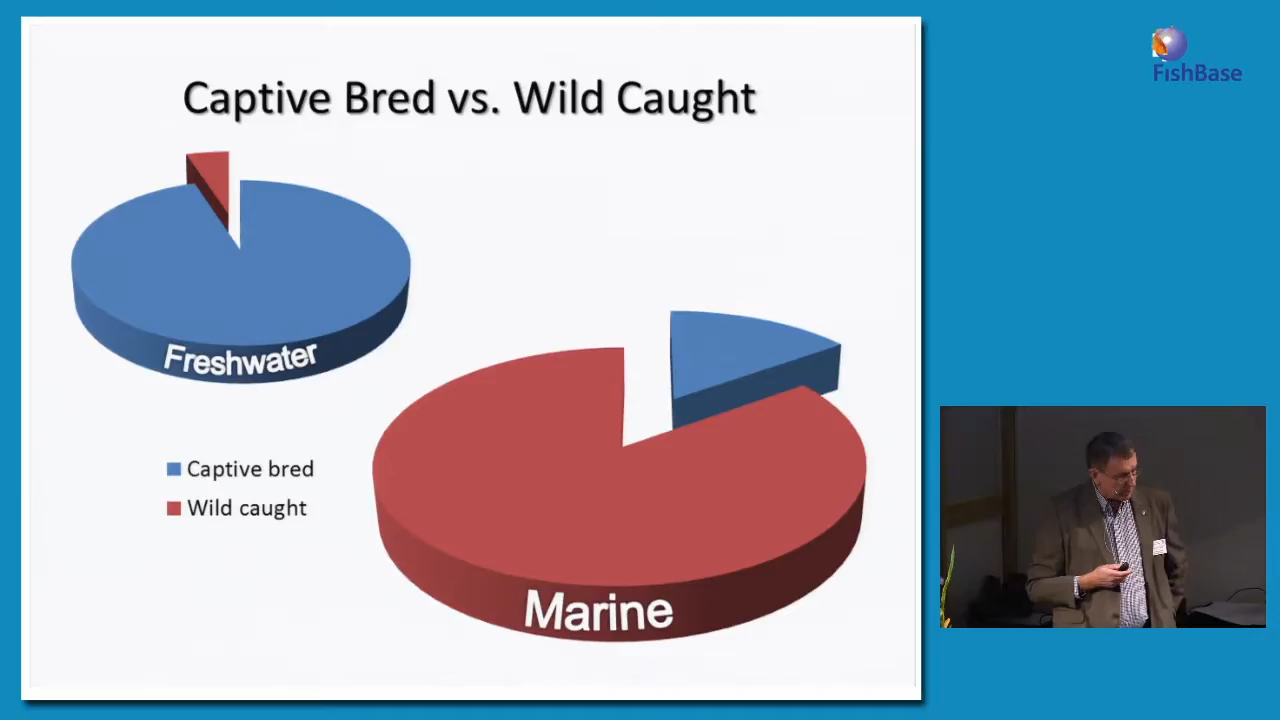 FishBase
Captive Bred vs. Wild Caught
Freshwater
Captive bred
Wild caught
Marine